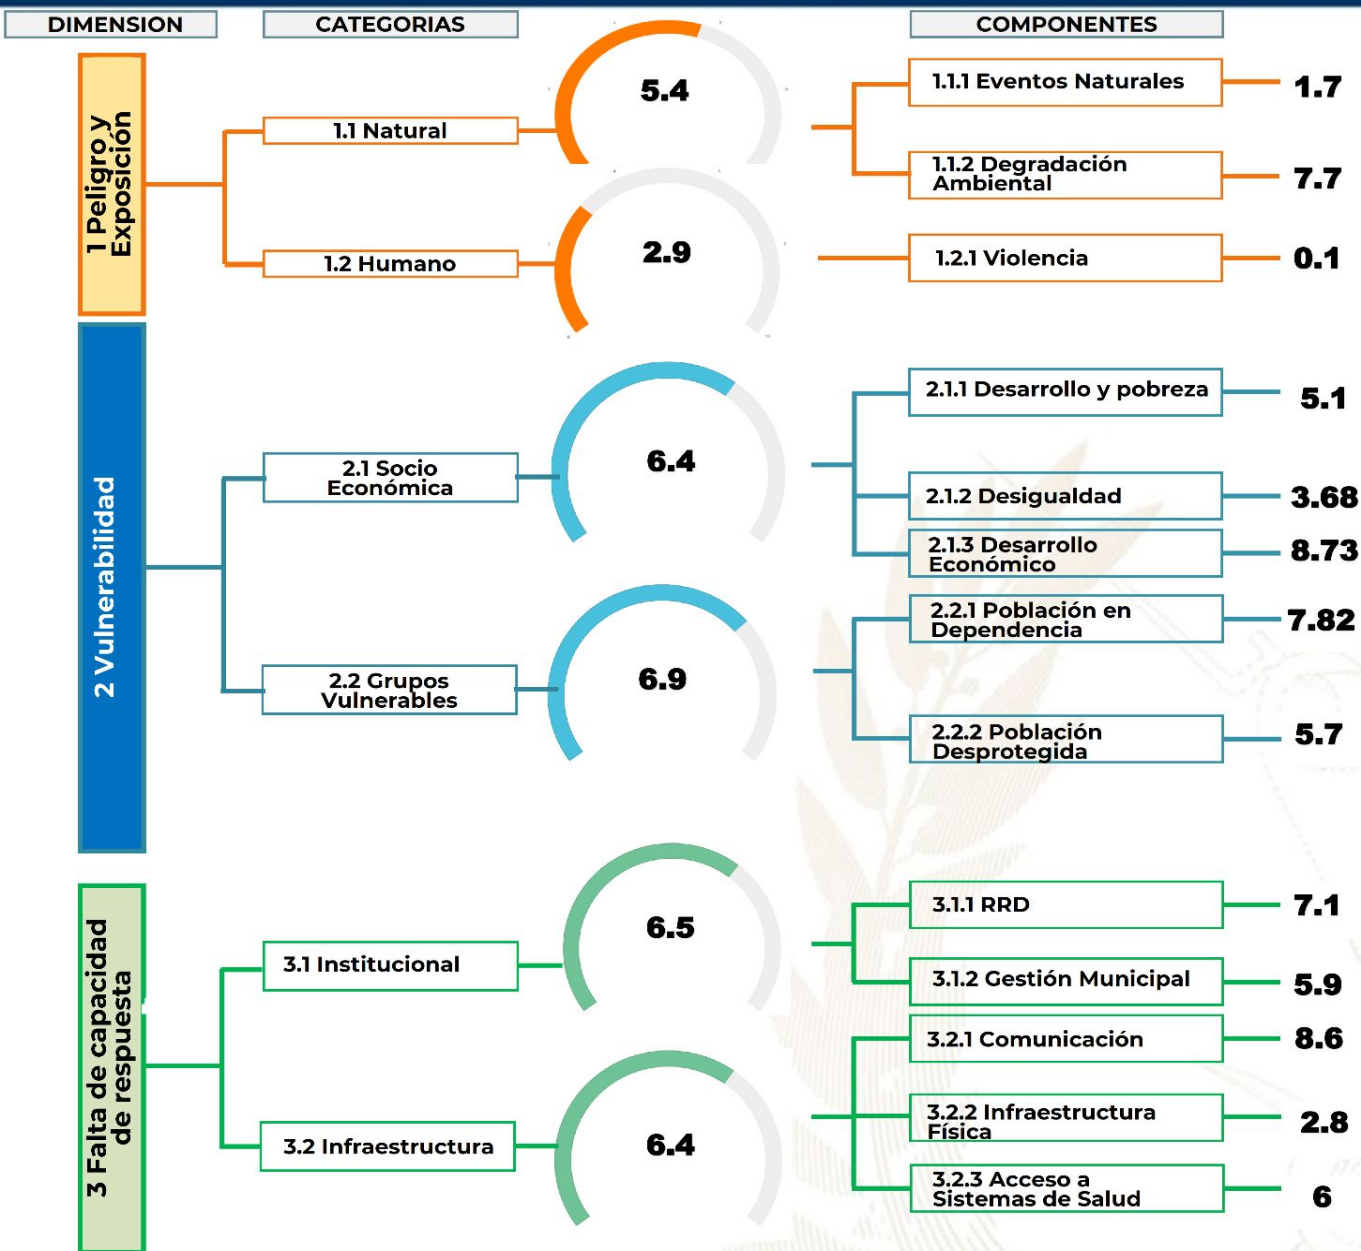 DIMENSION
CATEGORIAS
COMPONENTES
1 Peligro y
Exposición
1.1 Natural
5.4
1.1.1 Eventos Naturales
1.7
1.1.2 Degradación
Ambiental
7.7
1.2 Humano
2.9
1.2.1 Violencia
0.1
2 Vulnerabilidad
2.1 Socio
Económica
6.4
2.1.1 Desarrollo y pobreza
5.1
2.1.2 Desigualdad
3.68
2.1.3 Desarrollo
Económico
8.73
2.2 Grupos
Vulnerables
6.9
2.2.1 Población en
Dependencia
7.82
2.2.2 Población
Desprotegida
5.7
3 Falta de capacidad
de respuesta
3.1 Institucional
6.5
3.1.1 RRD
7.1
3.1.2 Gestión Municipal
5.9
3.2 Infraestructura
6.4
3.2.1 Comunicación
8.6
3.2.2 Infraestructura
Física
2.8
3.2.3 Acceso a
Sistemas de Salud
6